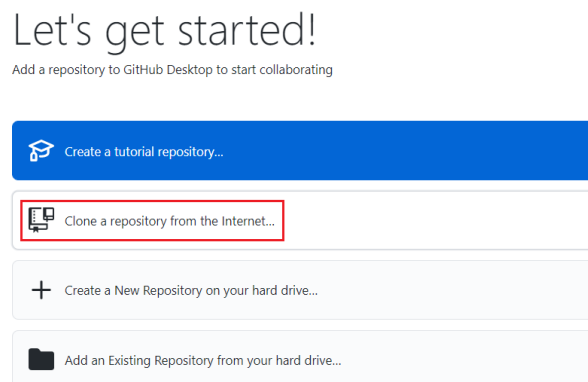 Let's get started!
Add a repository to GitHub Desktop to start collaborating
Create a tutorial repository...
Clone a repository from the Internet...
Create a New Repository on your hard drive...
Add an Existing Repository from your hard drive...